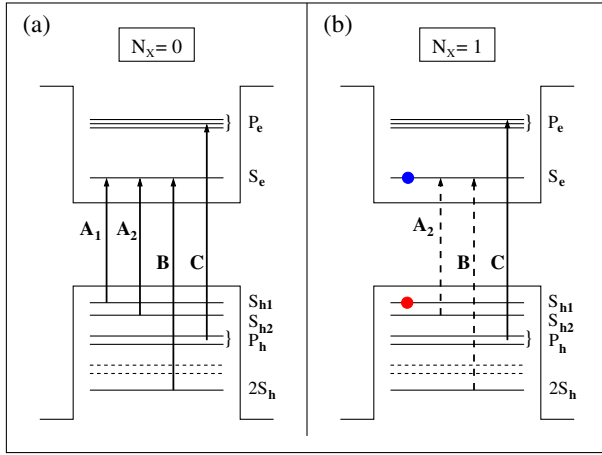 (a)
N_X = 0
} P_e
S_e
A_1
A_2
B
C
S_h1
S_h2
} P_h
2S_h
(b)
N_X = 1
} P_e
S_e
A_2
B
C
S_h1
S_h2
} P_h
2S_h